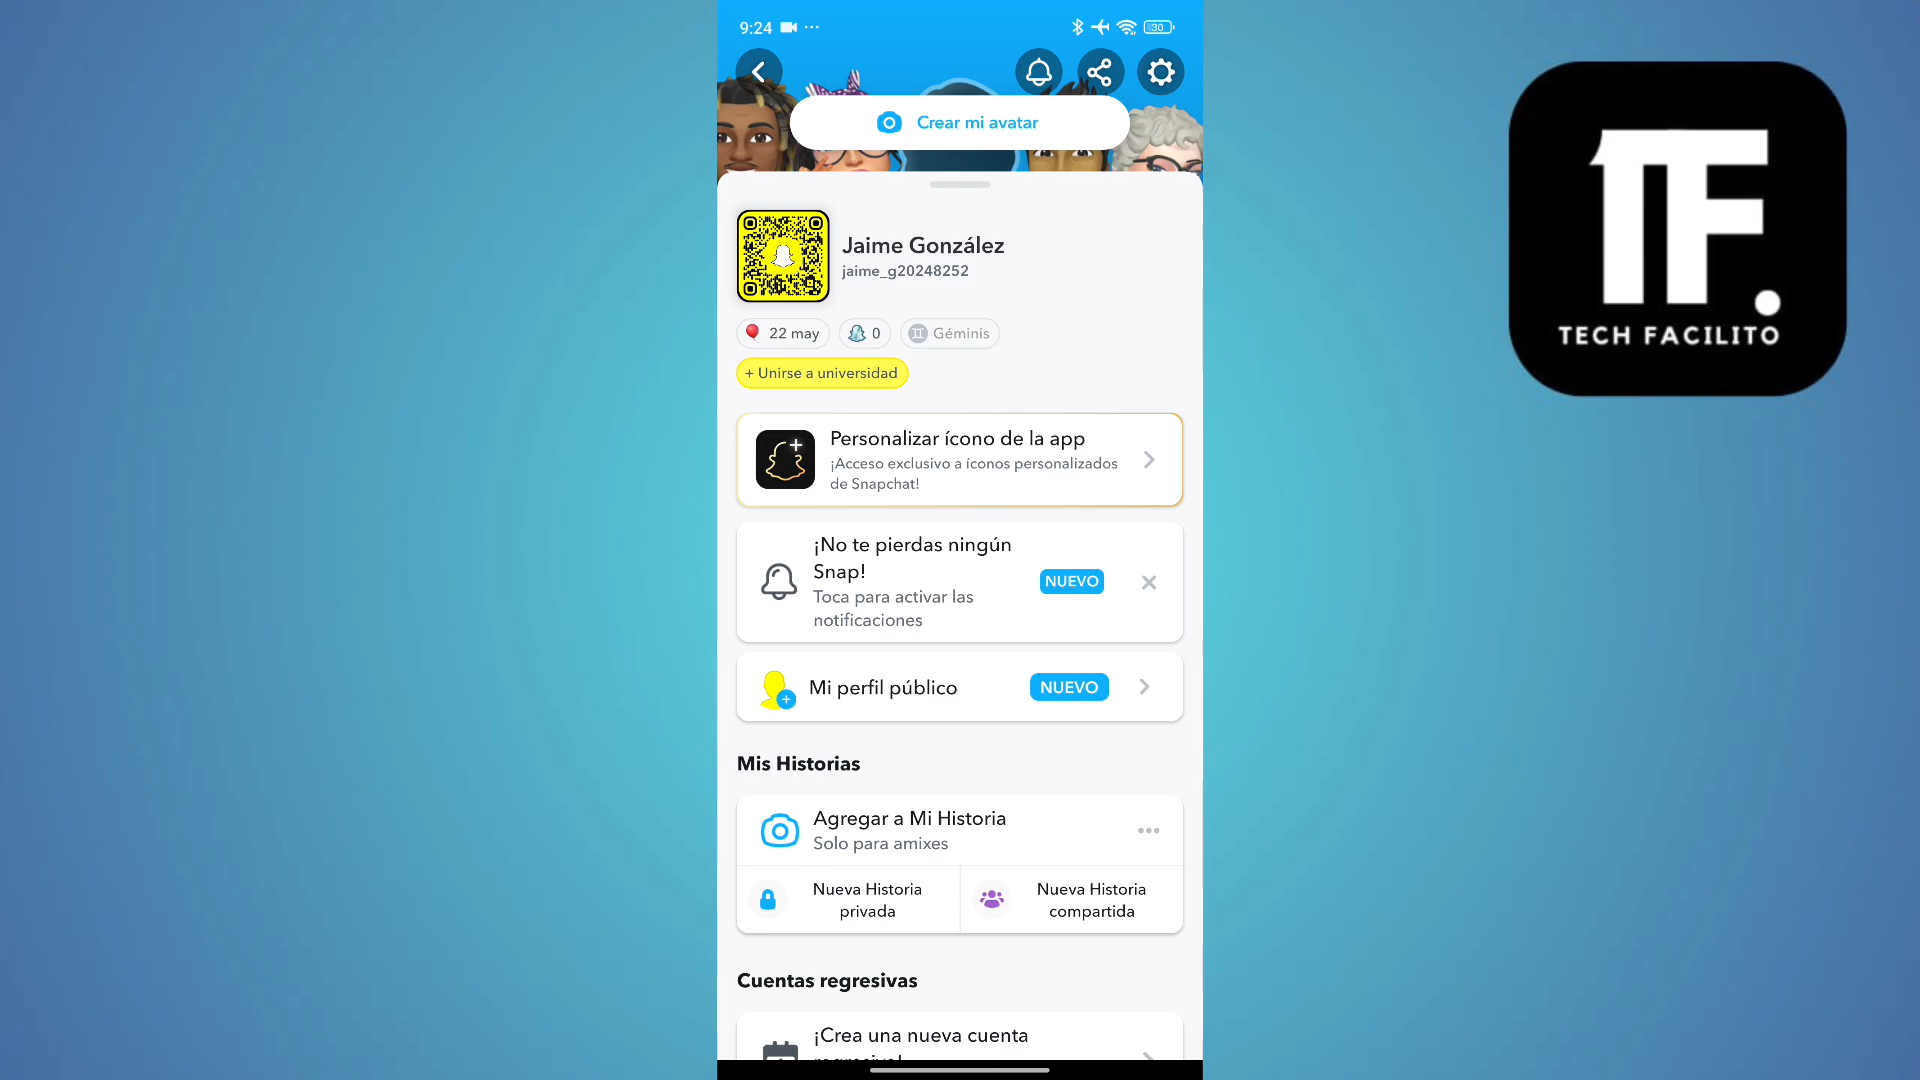 9:24
30
Crear mi avatar
Jaime González
jaime_g20248252
22 may
0
Géminis
+ Unirse a universidad
Personalizar ícono de la app
¡Acceso exclusivo a íconos personalizados
de Snapchat!
¡No te pierdas ningún
Snap!
Toca para activar las
notificaciones
NUEVO
Mi perfil público
NUEVO
Mis Historias
Agregar a Mi Historia
Solo para amixes
Nueva Historia
privada
Nueva Historia
compartida
Cuentas regresivas
¡Crea una nueva cuenta
regresiva!
TF.
TECH FACILITO